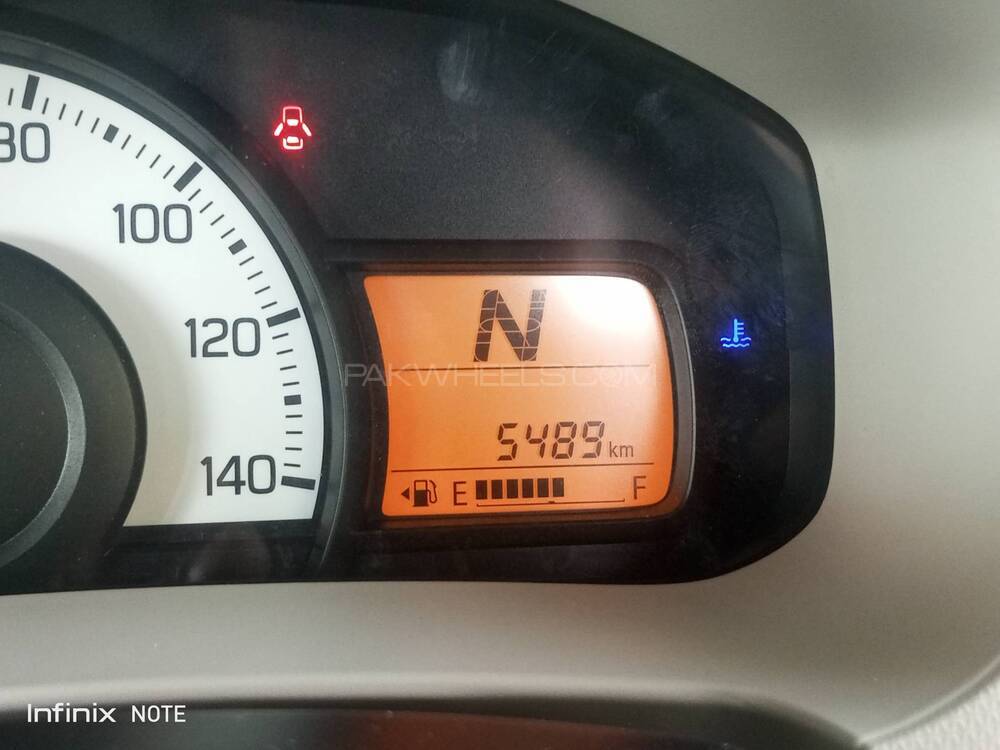 80
100
N
120
PAKWHEELS.COM
5489 km
140
E F
Infinix NOTE